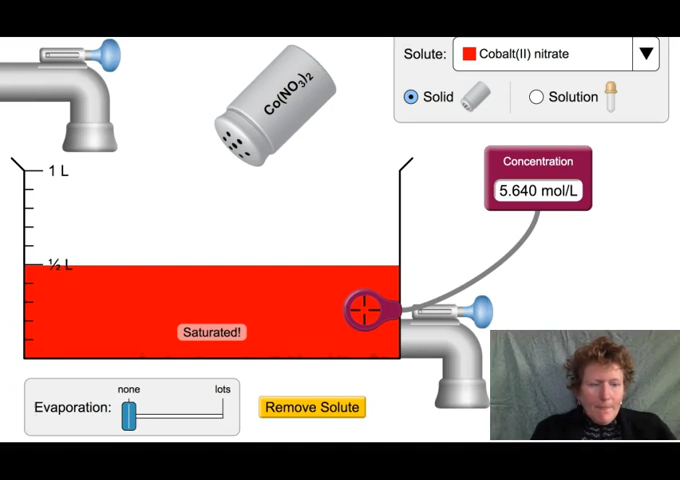 Solute: Cobalt(II) nitrate
Solid
Solution
Co(NO3)2
Concentration
5.640 mol/L
1 L
½ L
Saturated!
none
lots
Evaporation:
Remove Solute